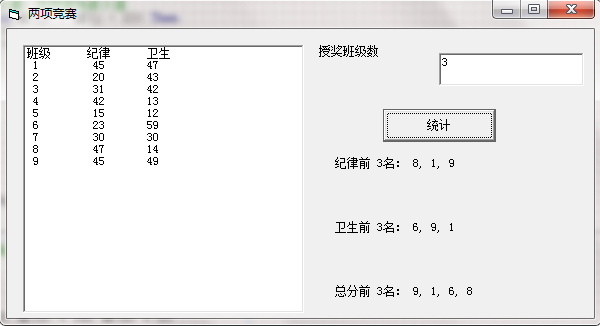 两项竞赛
班级 纪律 卫生
1 45 47
2 20 43
3 31 42
4 42 13
5 15 12
6 23 59
7 30 30
8 47 14
9 45 49
授奖班级数
3
统计
纪律前 3名： 8, 1, 9
卫生前 3名： 6, 9, 1
总分前 3名： 9, 1, 6, 8